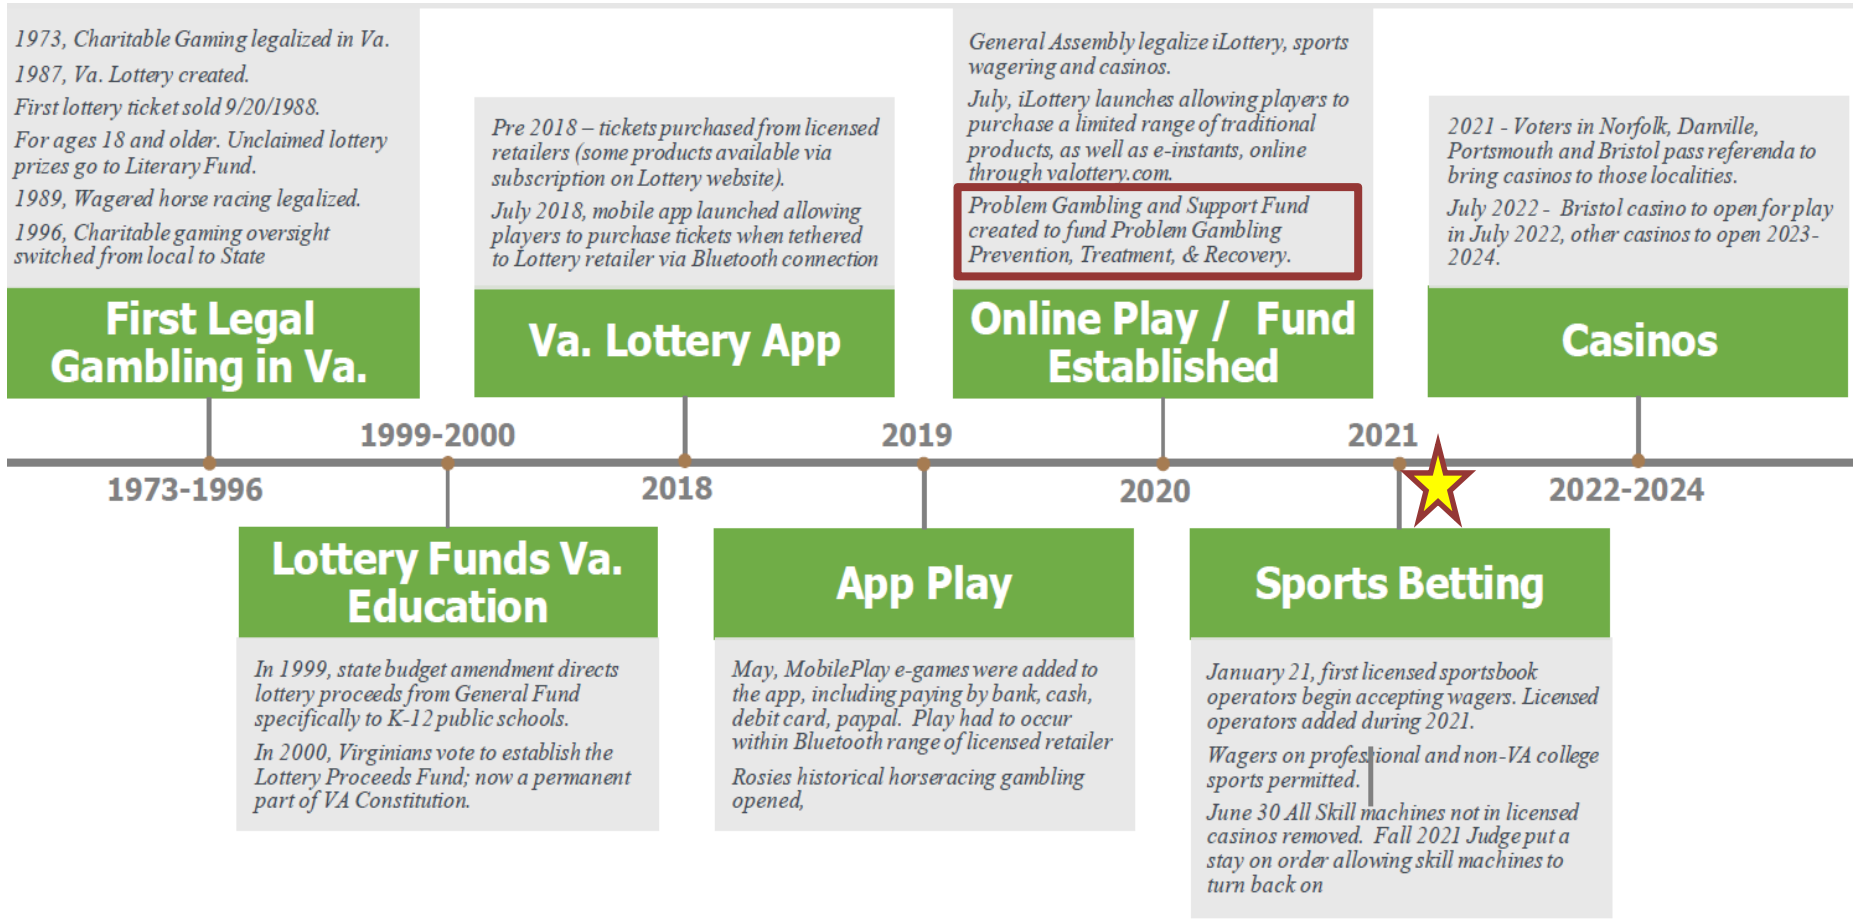 1973, Charitable Gaming legalized in Va.
1987, Va. Lottery created.
First lottery ticket sold 9/20/1988.
For ages 18 and older. Unclaimed lottery
prizes go to Literary Fund.
1989, Wagered horse racing legalized.
1996, Charitable gaming oversight
switched from local to State
First Legal
Gambling in Va.
1973-1996
1999-2000
Lottery Funds Va.
Education
In 1999, state budget amendment directs
lottery proceeds from General Fund
specifically to K-12 public schools.
In 2000, Virginians vote to establish the
Lottery Proceeds Fund; now a permanent
part of VA Constitution.
Pre 2018 – tickets purchased from licensed
retailers (some products available via
subscription on Lottery website).
July 2018, mobile app launched allowing
players to purchase tickets when tethered
to Lottery retailer via Bluetooth connection
Va. Lottery App
2018
2019
App Play
May, MobilePlay e-games were added to
the app, including paying by bank, cash,
debit card, paypal.  Play had to occur
within Bluetooth range of licensed retailer
Rosies historical horseracing gambling
opened,
General Assembly legalize iLottery, sports
wagering and casinos.
July, iLottery launches allowing players to
purchase a limited range of traditional
products, as well as e-instants, online
through valottery.com.
Problem Gambling and Support Fund
created to fund Problem Gambling
Prevention, Treatment, & Recovery.
Online Play /  Fund
Established
2020
2021
Sports Betting
January 21, first licensed sportsbook
operators begin accepting wagers. Licensed
operators added during 2021.
Wagers on professional and non-VA college
sports permitted.
June 30 All Skill machines not in licensed
casinos removed.  Fall 2021 Judge put a
stay on order allowing skill machines to
turn back on
2021 - Voters in Norfolk, Danville,
Portsmouth and Bristol pass referenda to
bring casinos to those localities.
July 2022 -  Bristol casino to open for play
in July 2022, other casinos to open 2023-
2024.
Casinos
2022-2024